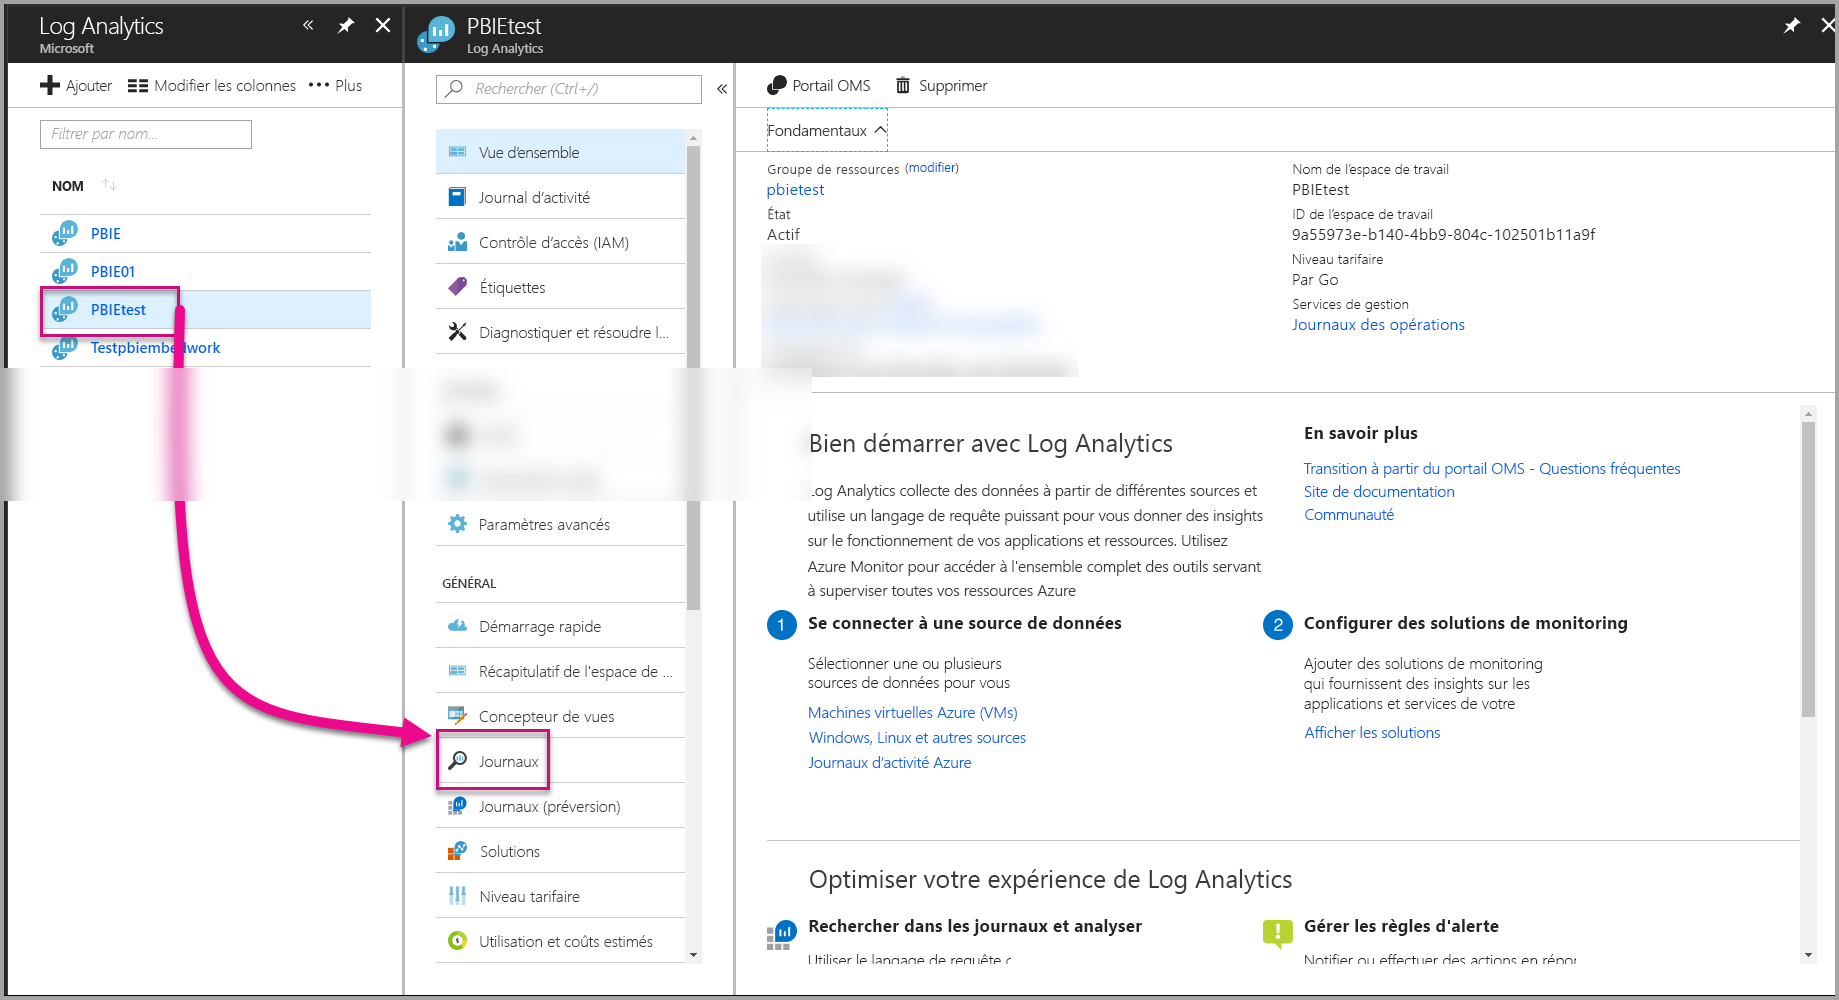 Log Analytics
Microsoft
Ajouter
Modifier les colonnes
Plus
Filtrer par nom...
NOM
PBIE
PBIE01
PBIEtest
Testpbiembedwork
PBIEtest
Log Analytics
Rechercher (Ctrl+/)
Vue d'ensemble
Journal d'activité
Contrôle d'accès (IAM)
Étiquettes
Diagnostiquer et résoudre l...
Paramètres avancés
GÉNÉRAL
Démarrage rapide
Récapitulatif de l'espace de ...
Concepteur de vues
Journaux
Journaux (préversion)
Solutions
Niveau tarifaire
Utilisation et coûts estimés
Portail OMS
Supprimer
Fondamentaux
Groupe de ressources (modifier)
pbietest
État
Actif
Nom de l'espace de travail
PBIEtest
ID de l'espace de travail
9a55973e-b140-4bb9-804c-102501b11a9f
Niveau tarifaire
Par Go
Services de gestion
Journaux des opérations
Bien démarrer avec Log Analytics
Log Analytics collecte des données à partir de différentes sources et
utilise un langage de requête puissant pour vous donner des insights
sur le fonctionnement de vos applications et ressources. Utilisez
Azure Monitor pour accéder à l'ensemble complet des outils servant
à superviser toutes vos ressources Azure
En savoir plus
Transition à partir du portail OMS - Questions fréquentes
Site de documentation
Communauté
1 Se connecter à une source de données
Sélectionner une ou plusieurs
sources de données pour vous
Machines virtuelles Azure (VMs)
Windows, Linux et autres sources
Journaux d'activité Azure
2 Configurer des solutions de monitoring
Ajouter des solutions de monitoring
qui fournissent des insights sur les
applications et services de votre
Afficher les solutions
Optimiser votre expérience de Log Analytics
Rechercher dans les journaux et analyser
Utiliser le langage de requête
Gérer les règles d'alerte
Notifier ou effectuer des actions en